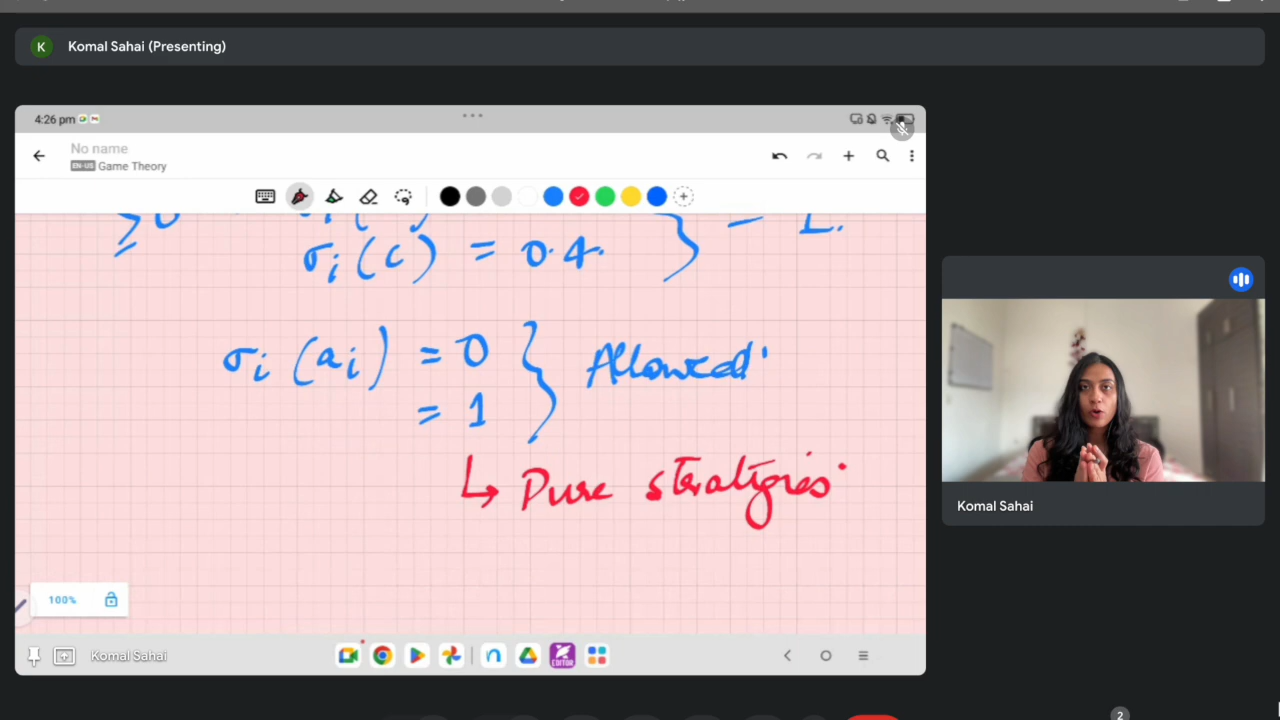 K Komal Sahai (Presenting)
4:26 pm
No name
EN-US Game Theory
σi (c) = 0.4.
σi (ai) = 0 } Allowed
= 1
↳ Pure strategies
Komal Sahai
100%
Komal Sahai
EDITOR
2